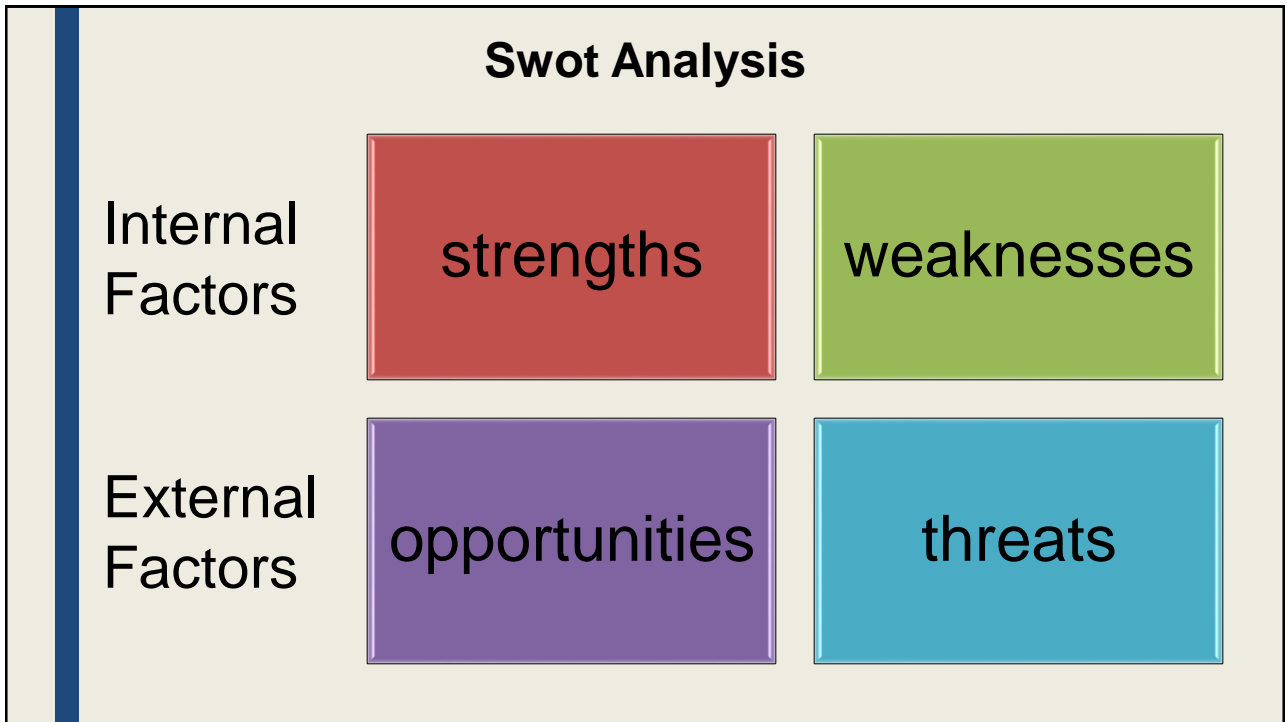 Swot Analysis
Internal
Factors
strengths
weaknesses
External
Factors
opportunities
threats